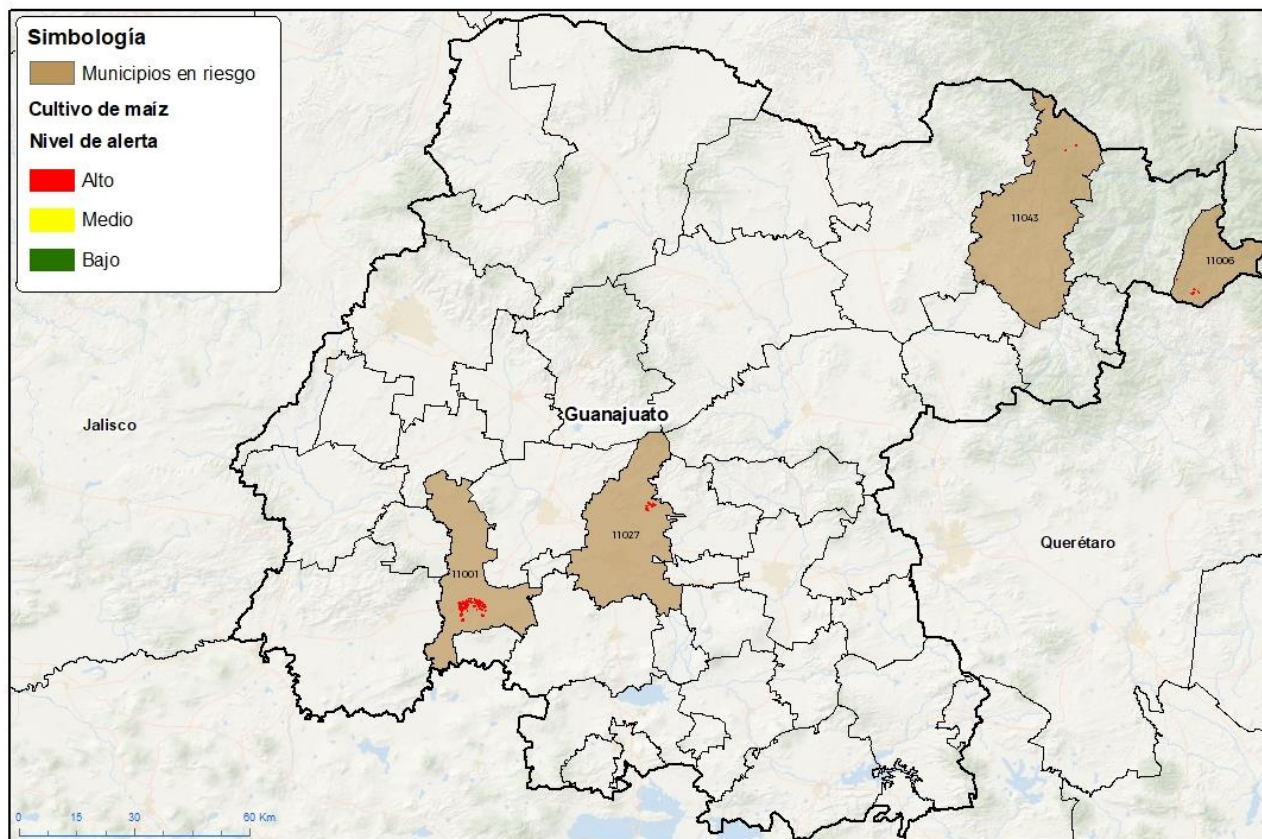 Simbología
Municipios en riesgo
Cultivo de maíz
Nivel de alerta
Alto
Medio
Bajo
11043
11006
Guanajuato
Jalisco
11027
Querétaro
11001
0 15 30 60 Km